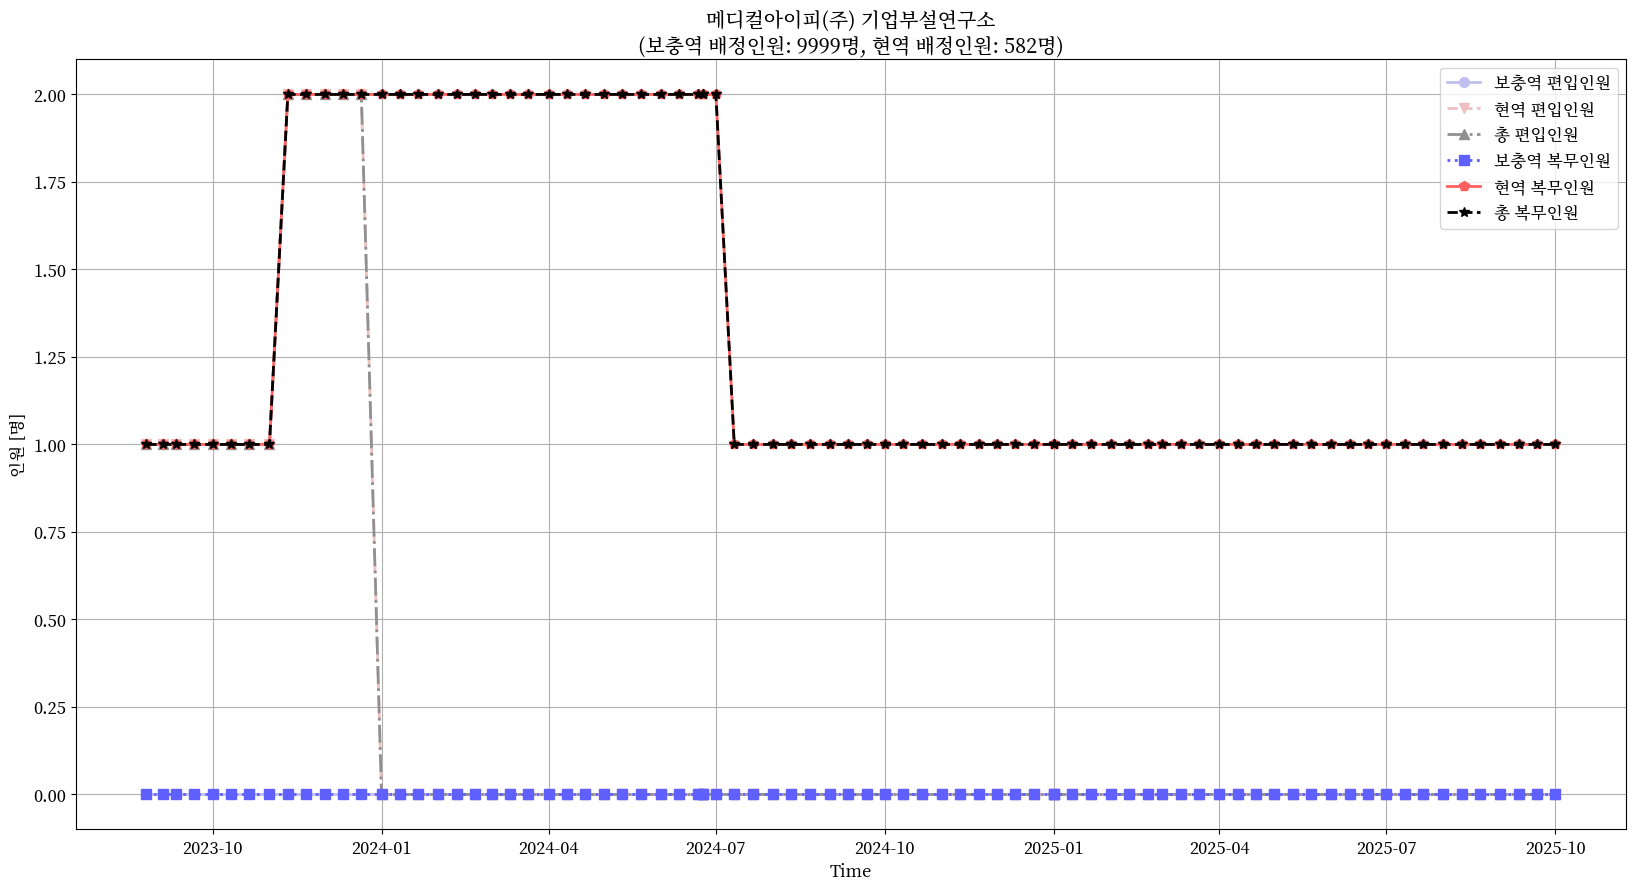 메디컬아이피(주) 기업부설연구소
(보충역 배정인원: 9999명, 현역 배정인원: 582명)
보충역 편입인원
현역 편입인원
총 편입인원
보충역 복무인원
현역 복무인원
총 복무인원
인원 [명]
2.00
1.75
1.50
1.25
1.00
0.75
0.50
0.25
0.00
2023-10
2024-01
2024-04
2024-07
2024-10
2025-01
2025-04
2025-07
2025-10
Time